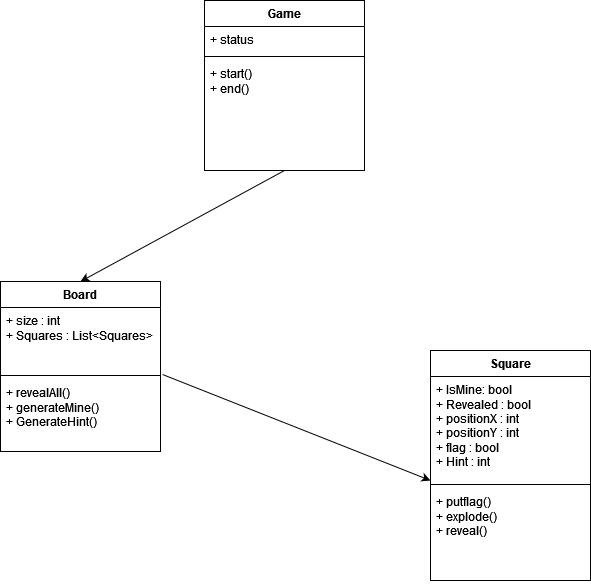 Game
+ status
+ start()
+ end()
Board
+ size : int
+ Squares : List<Squares>
+ revealAll()
+ generateMine()
+ GenerateHint()
Square
+ IsMine: bool
+ Revealed : bool
+ positionX : int
+ positionY : int
+ flag : bool
+ Hint : int
+ putflag()
+ explode()
+ reveal()